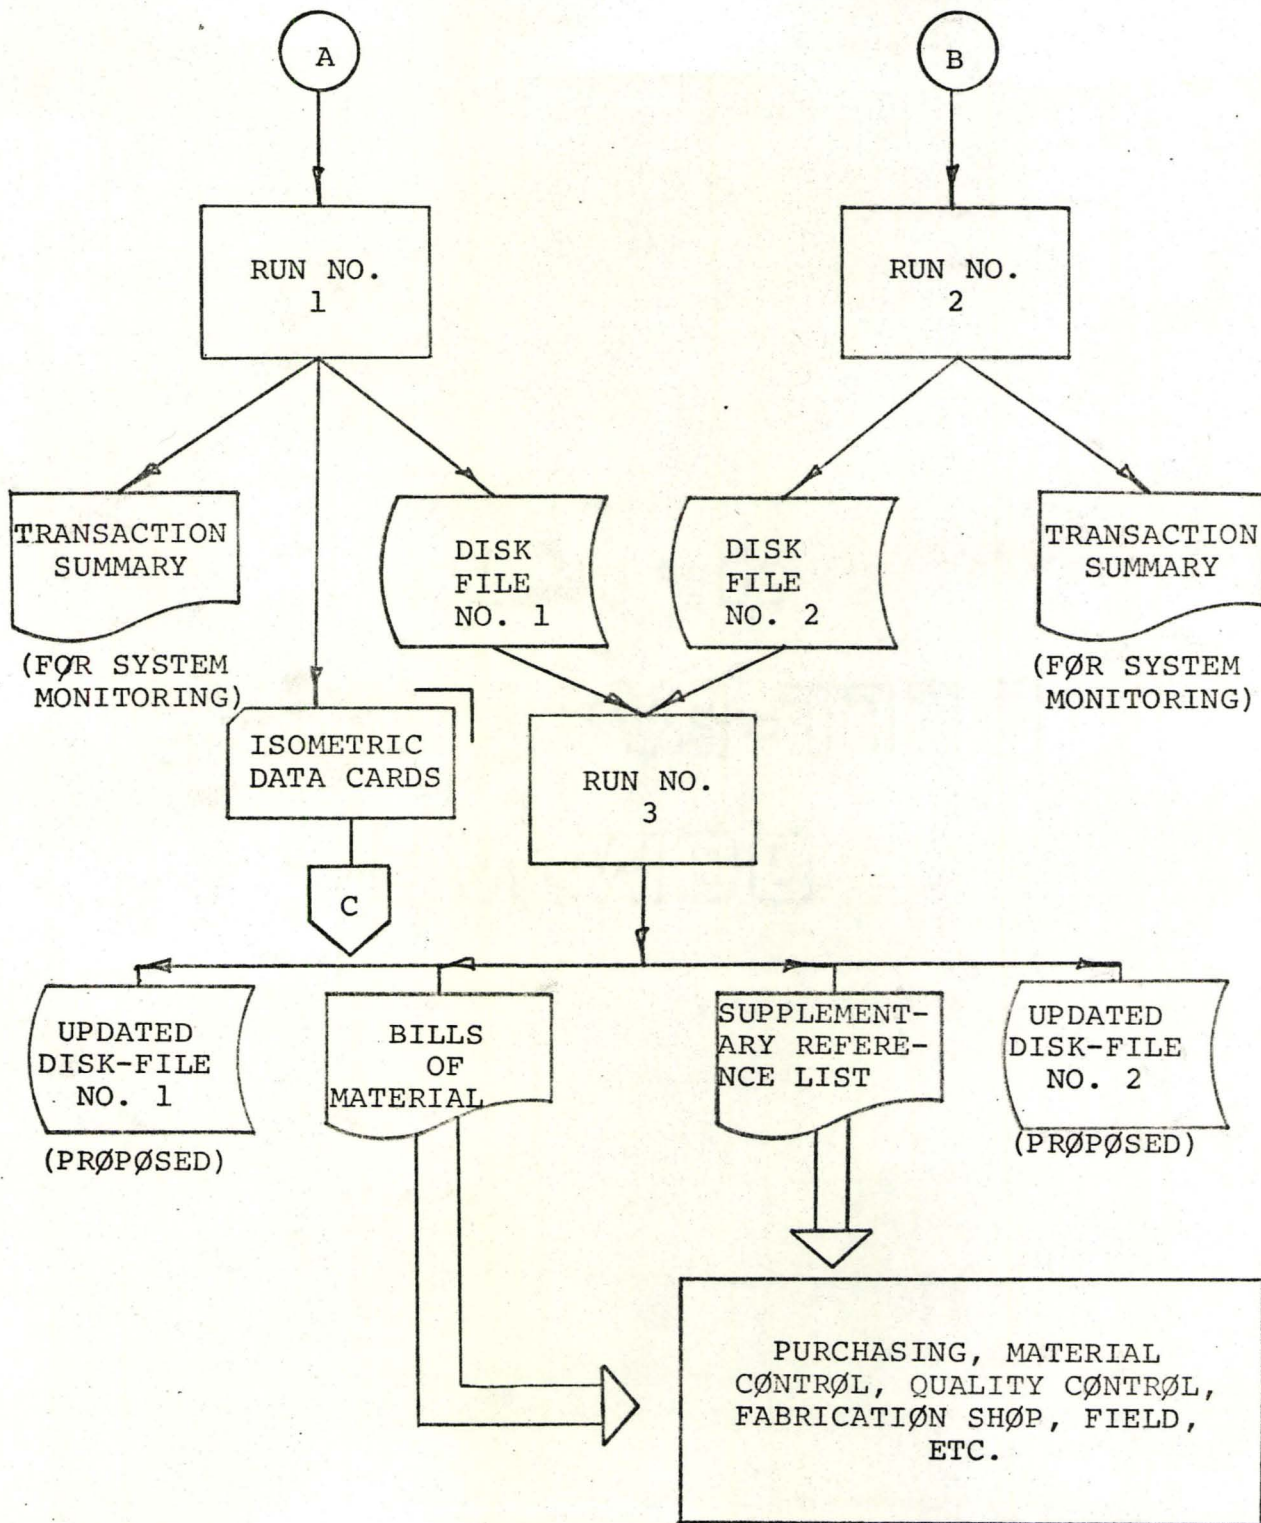 A
B
RUN NO.
1
RUN NO.
2
TRANSACTION
SUMMARY
(FØR SYSTEM
MONITORING)
DISK
FILE
NO. 1
DISK
FILE
NO. 2
TRANSACTION
SUMMARY
(FØR SYSTEM
MONITORING)
ISOMETRIC
DATA CARDS
RUN NO.
3
C
UPDATED
DISK-FILE
NO. 1
(PRØPØSED)
BILLS
OF
MATERIAL
SUPPLEMENT-
ARY REFERE-
NCE LIST
UPDATED
DISK-FILE
NO. 2
(PRØPØSED)
PURCHASING, MATERIAL
CØNTRØL, QUALITY CØNTRØL,
FABRICATIØN SHØP, FIELD,
ETC.